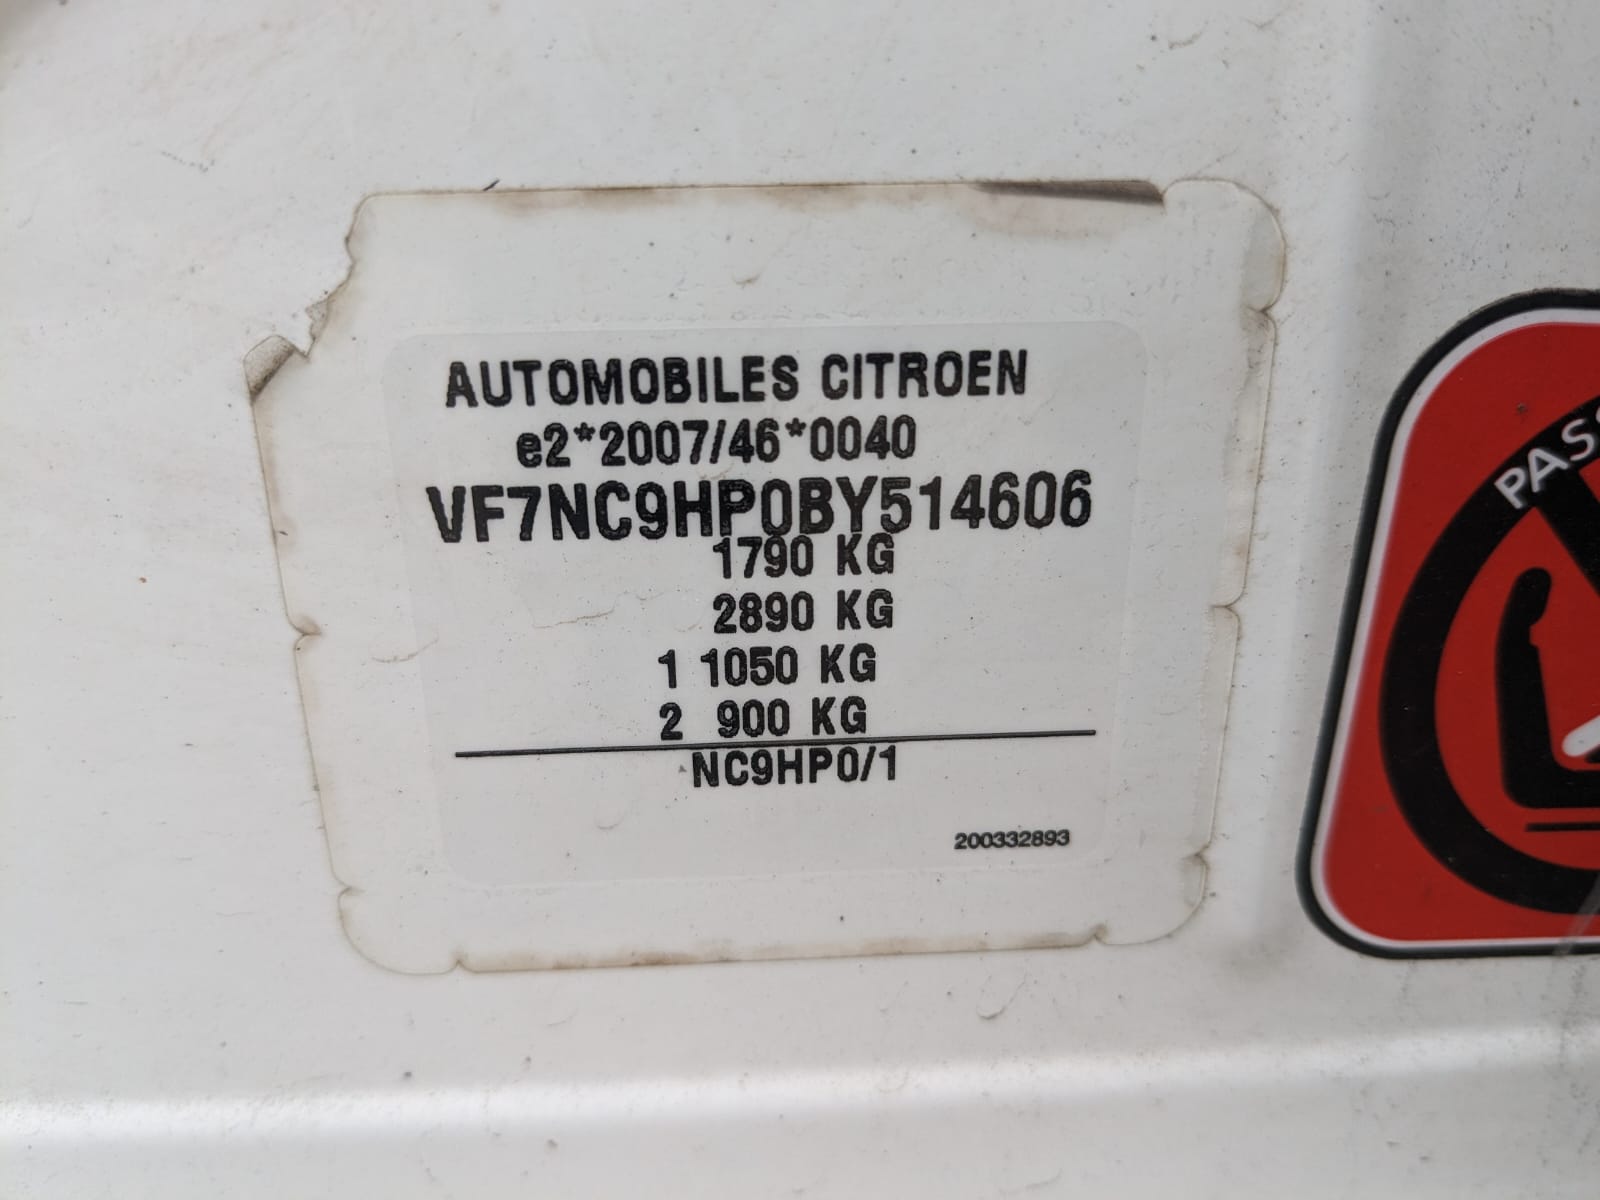 AUTOMOBILES CITROEN
e2*2007/46*0040
VF7NC9HP0BY514606
1790 KG
2890 KG
1 1050 KG
2 900 KG
NC9HP0/1
200332893
PASS